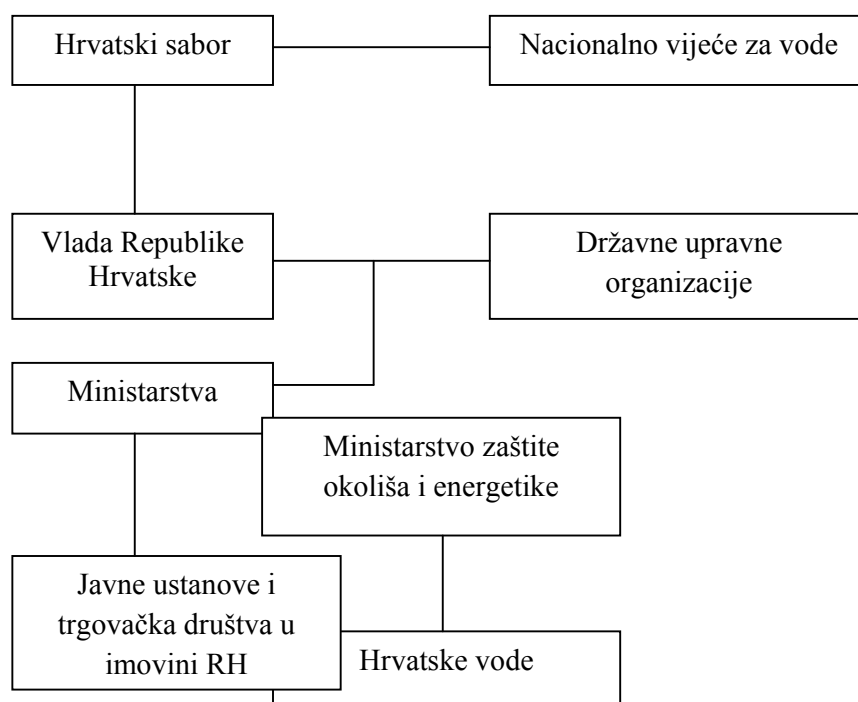 Hrvatski sabor
Nacionalno vijeće za vode
Vlada Republike
Hrvatske
Državne upravne
organizacije
Ministarstva
Ministarstvo zaštite
okoliša i energetike
Javne ustanove i
trgovačka društva u
imovini RH
Hrvatske vode